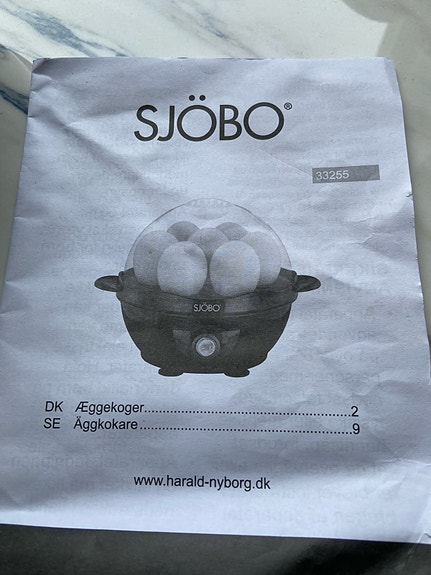 SJÖBO®
33255
SJÖBO
DK Æggekoger..........................................................2
SE Äggkokare............................................................9
www.harald-nyborg.dk